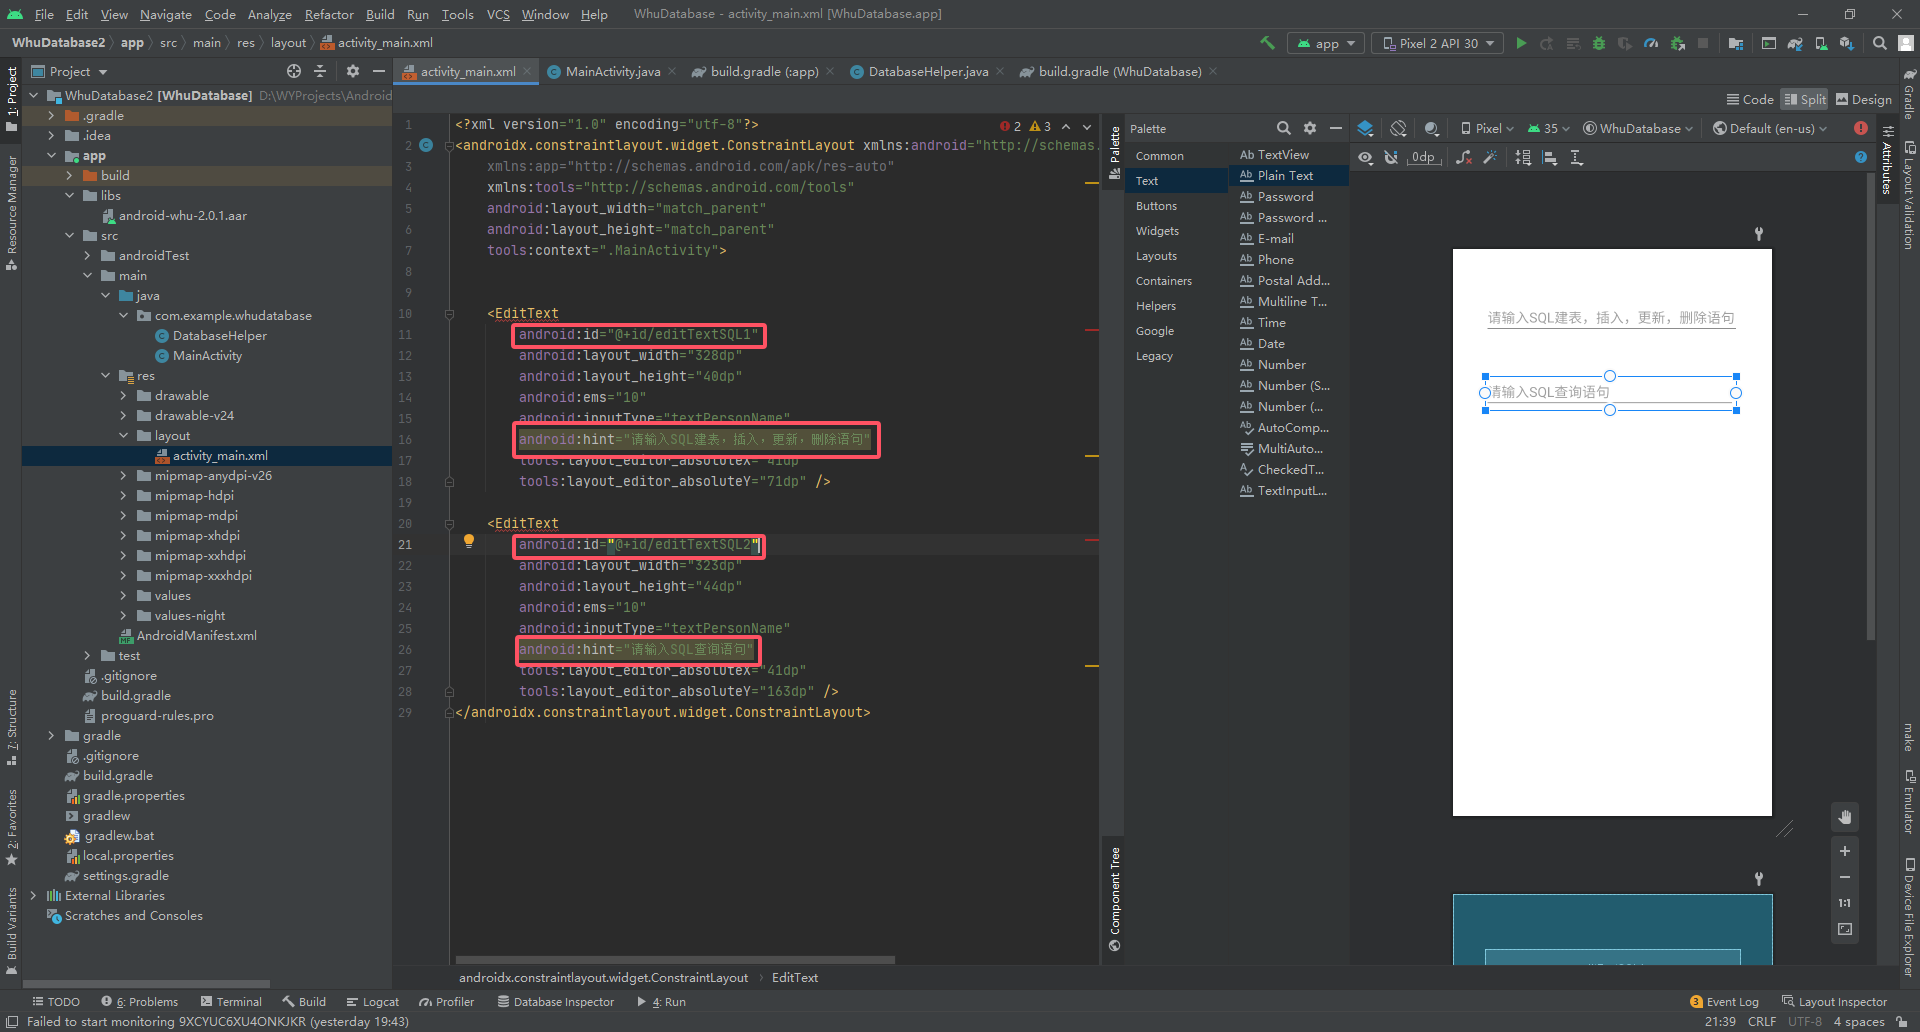 File Edit View Navigate Code Analyze Refactor Build Run Tools VCS Window Help WhuDatabase - activity_main.xml [WhuDatabase.app]
WhuDatabase2 app src main res layout activity_main.xml app Pixel 2 API 30
Project
activity_main.xml MainActivity.java build.gradle (:app) DatabaseHelper.java build.gradle (WhuDatabase)
Code Split Design
1: Project
Resource Manager
7: Structure
2: Favorites
Build Variants
WhuDatabase2 [WhuDatabase] D:\WYProjects\Android
.gradle
.idea
app
build
libs
android-whu-2.0.1.aar
src
androidTest
main
java
com.example.whudatabase
DatabaseHelper
MainActivity
res
drawable
drawable-v24
layout
activity_main.xml
mipmap-anydpi-v26
mipmap-hdpi
mipmap-mdpi
mipmap-xhdpi
mipmap-xxhdpi
mipmap-xxxhdpi
values
values-night
AndroidManifest.xml
test
.gitignore
build.gradle
proguard-rules.pro
gradle
.gitignore
build.gradle
gradle.properties
gradlew
gradlew.bat
local.properties
settings.gradle
External Libraries
Scratches and Consoles
2 3
1 <?xml version="1.0" encoding="utf-8"?>
2 <androidx.constraintlayout.widget.ConstraintLayout xmlns:android="http://schemas.
3 xmlns:app="http://schemas.android.com/apk/res-auto"
4 xmlns:tools="http://schemas.android.com/tools"
5 android:layout_width="match_parent"
6 android:layout_height="match_parent"
7 tools:context=".MainActivity">
8
9
10 <EditText
11 android:id="@+id/editTextSQL1"
12 android:layout_width="328dp"
13 android:layout_height="40dp"
14 android:ems="10"
15 android:inputType="textPersonName"
16 android:hint="请输入SQL建表，插入，更新，删除语句"
17 tools:layout_editor_absoluteX="41dp"
18 tools:layout_editor_absoluteY="71dp" />
19
20 <EditText
21 android:id="@+id/editTextSQL2"
22 android:layout_width="323dp"
23 android:layout_height="44dp"
24 android:ems="10"
25 android:inputType="textPersonName"
26 android:hint="请输入SQL查询语句"
27 tools:layout_editor_absoluteX="41dp"
28 tools:layout_editor_absoluteY="163dp" />
29 </androidx.constraintlayout.widget.ConstraintLayout>
androidx.constraintlayout.widget.ConstraintLayout EditText
Palette
Component Tree
Palette
Common
Text
Buttons
Widgets
Layouts
Containers
Helpers
Google
Legacy
Ab TextView
Ab Plain Text
Ab Password
Ab Password ...
Ab E-mail
Ab Phone
Ab Postal Add...
Ab Multiline T...
Ab Time
Ab Date
Ab Number
Ab Number (S...
Ab Number (...
AutoComp...
MultiAuto...
CheckedT...
Ab TextInputL...
Pixel 35 WhuDatabase Default (en-us)
0dp
请输入SQL建表，插入，更新，删除语句
请输入SQL查询语句
1:1
Attributes
Gradle
Layout Validation
make
Emulator
Device File Explorer
TODO 6: Problems Terminal Build Logcat Profiler Database Inspector 4: Run 3 Event Log Layout Inspector
Failed to start monitoring 9XCYUC6XU4ONKJKR (yesterday 19:43) 21:39 CRLF UTF-8 4 spaces